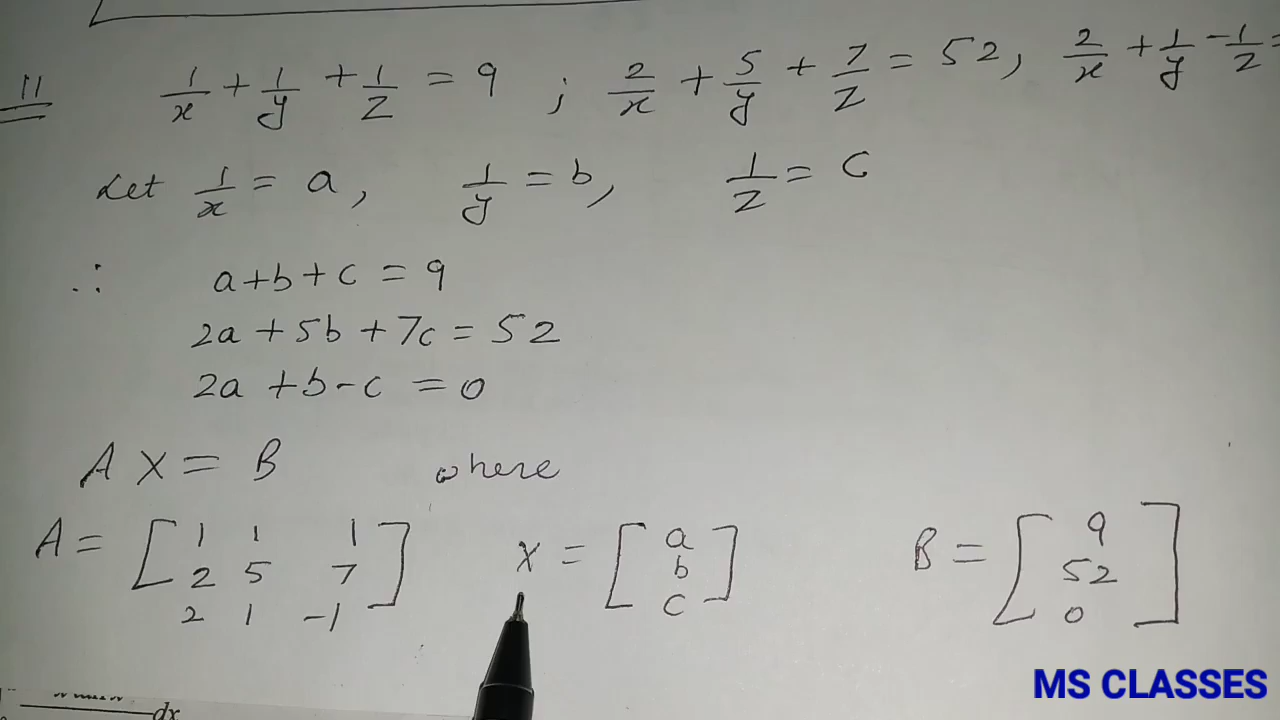 11 1/x + 1/y + 1/z = 9 ; 2/x + 5/y + 7/z = 52, 2/x + 1/y - 1/z =
Let 1/x = a, 1/y = b, 1/z = c
∴ a+b+c = 9
2a + 5b + 7c = 52
2a + b - c = 0
A X = B where
A = [1 1 1 2 5 7 2 1 -1] X = [a b c] B = [9 52 0]
dx
MS CLASSES